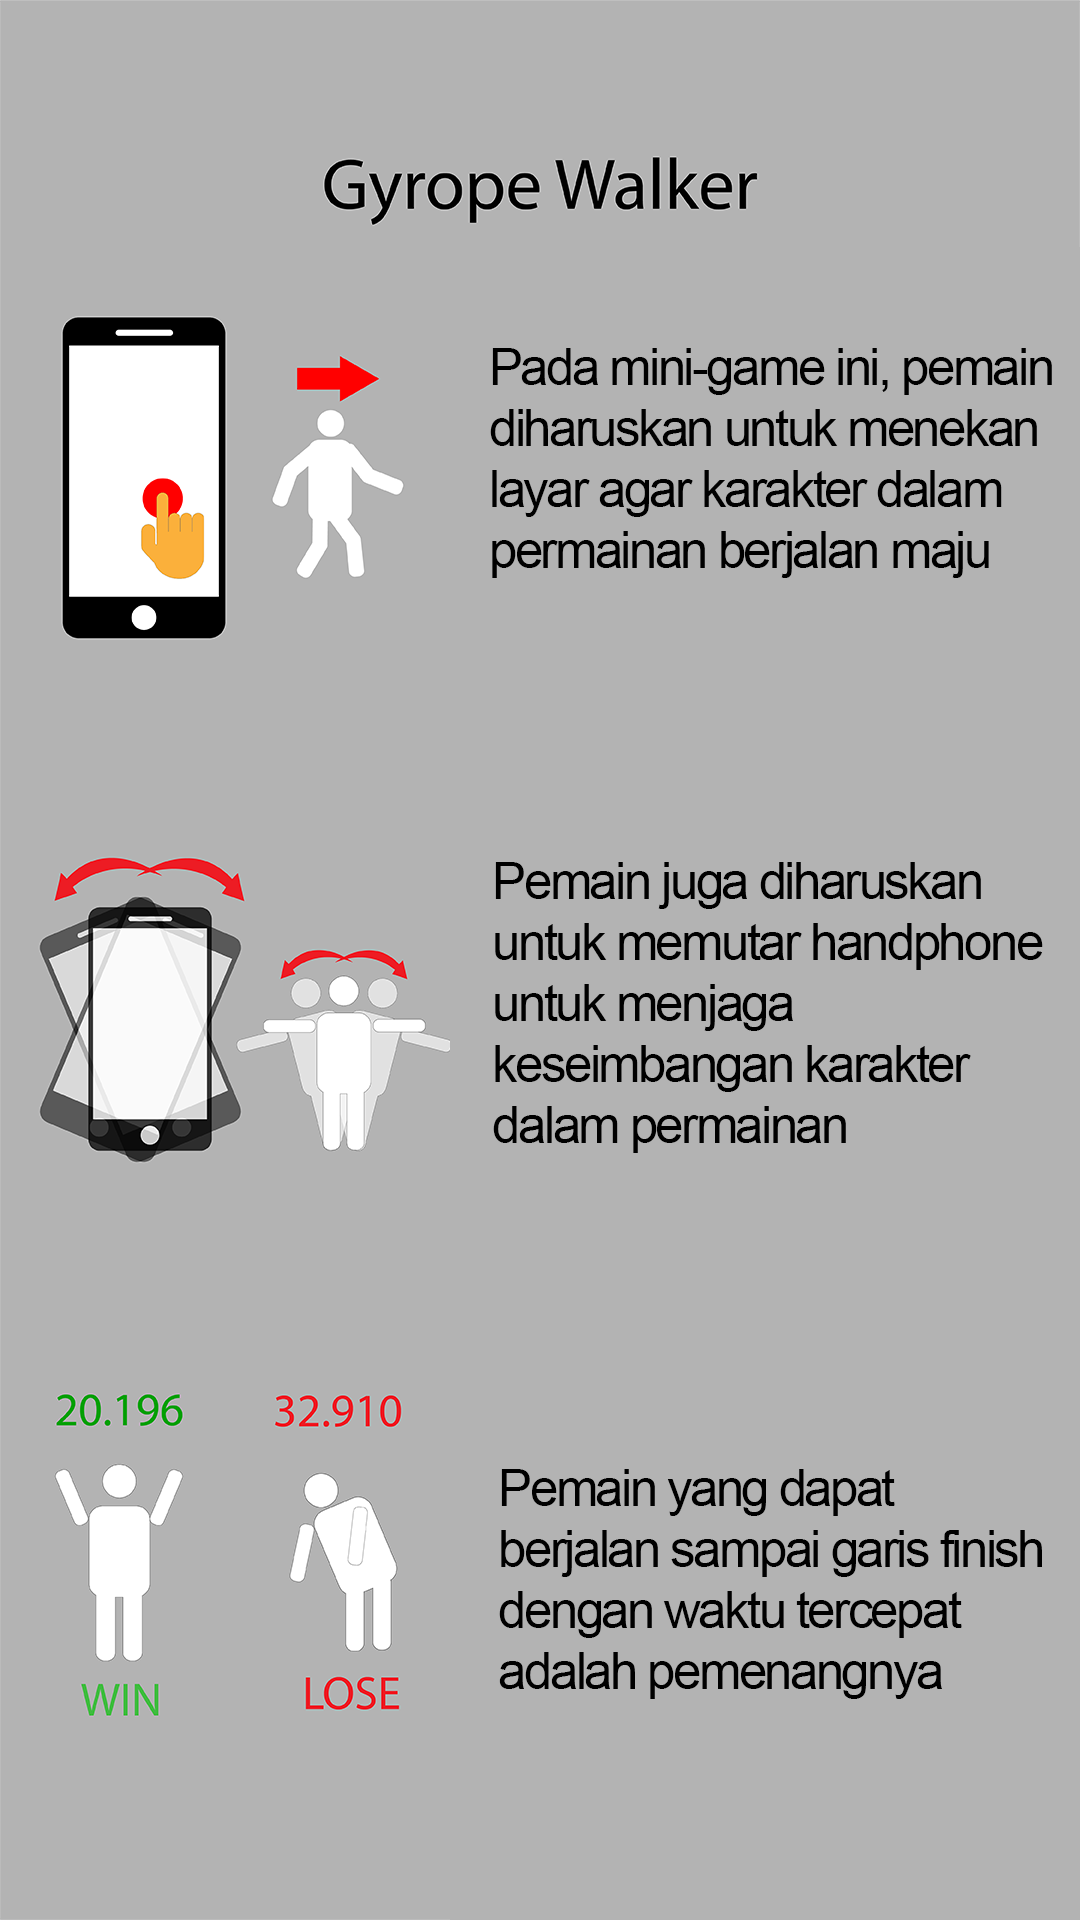 Gyrope Walker
Pada mini-game ini, pemain
diharuskan untuk menekan
layar agar karakter dalam
permainan berjalan maju
Pemain juga diharuskan
untuk memutar handphone
untuk menjaga
keseimbangan karakter
dalam permainan
20.196
32.910
WIN
LOSE
Pemain yang dapat
berjalan sampai garis finish
dengan waktu tercepat
adalah pemenangnya